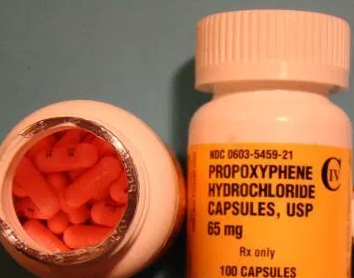 NDC 0603-5459-21
PROPOXYPHENE CIV
HYDROCHLORIDE
CAPSULES, USP
65 mg
Rx only
100 CAPSULES